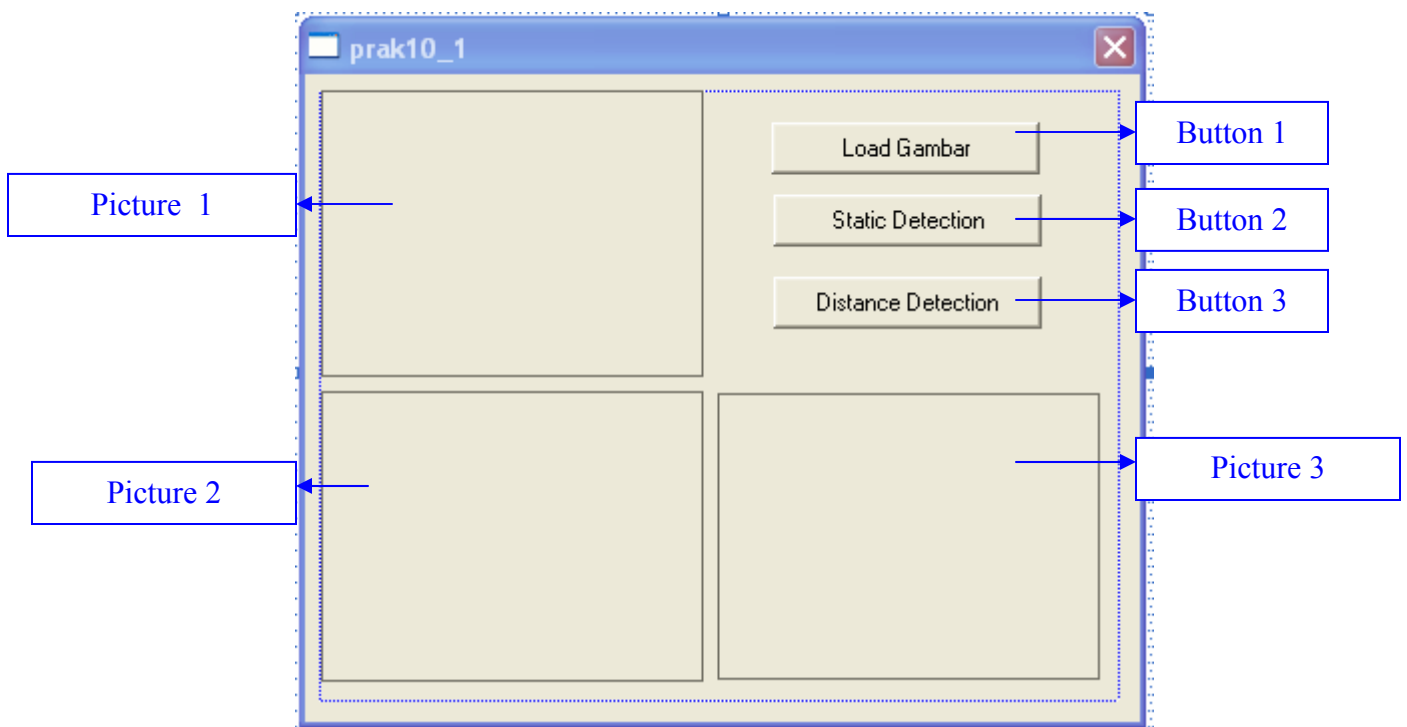 prak10_1
Load Gambar
Button 1
Picture 1
Static Detection
Button 2
Distance Detection
Button 3
Picture 2
Picture 3